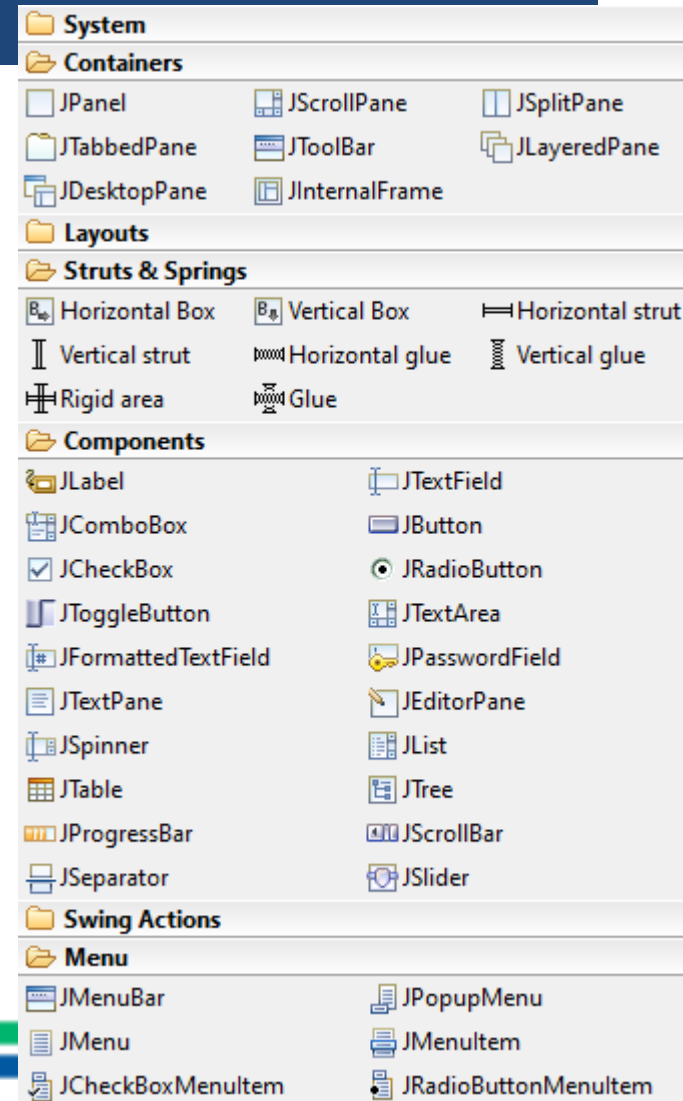 System
Containers
JPanel JScrollPane JSplitPane
JTabbedPane JToolBar JLayeredPane
JDesktopPane JInternalFrame
Layouts
Struts & Springs
Horizontal Box Vertical Box Horizontal strut
Vertical strut Horizontal glue Vertical glue
Rigid area Glue
Components
JLabel JTextField
JComboBox JButton
JCheckBox JRadioButton
JToggleButton JTextArea
JFormattedTextField JPasswordField
JTextPane JEditorPane
JSpinner JList
JTable JTree
JProgressBar JScrollBar
JSeparator JSlider
Swing Actions
Menu
JMenuBar JPopupMenu
JMenu JMenuItem
JCheckBoxMenuItem JRadioButtonMenuItem